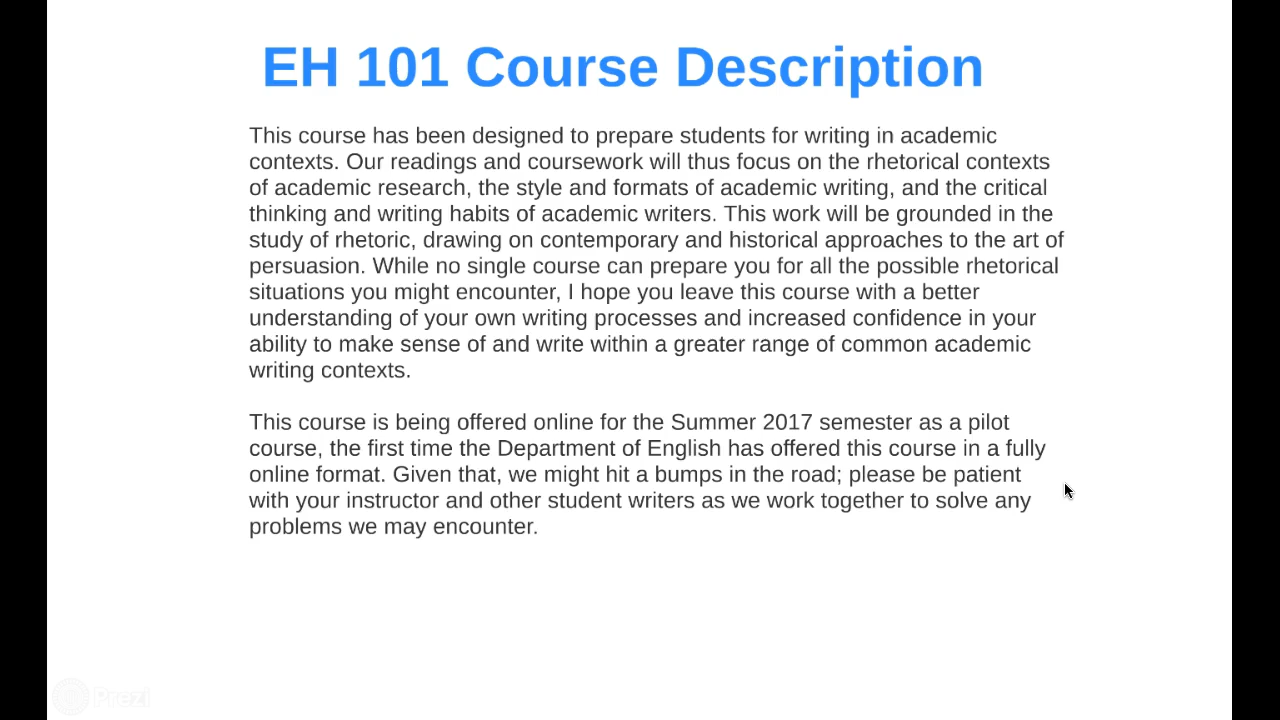 EH 101 Course Description
This course has been designed to prepare students for writing in academic
contexts. Our readings and coursework will thus focus on the rhetorical contexts
of academic research, the style and formats of academic writing, and the critical
thinking and writing habits of academic writers. This work will be grounded in the
study of rhetoric, drawing on contemporary and historical approaches to the art of
persuasion. While no single course can prepare you for all the possible rhetorical
situations you might encounter, I hope you leave this course with a better
understanding of your own writing processes and increased confidence in your
ability to make sense of and write within a greater range of common academic
writing contexts.
This course is being offered online for the Summer 2017 semester as a pilot
course, the first time the Department of English has offered this course in a fully
online format. Given that, we might hit a bumps in the road; please be patient
with your instructor and other student writers as we work together to solve any
problems we may encounter.
Prezi